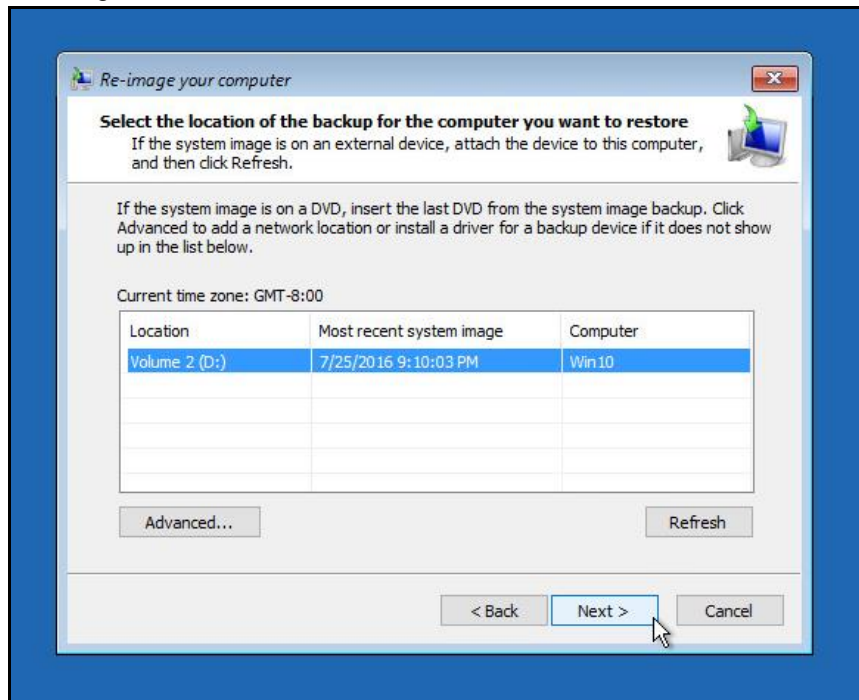 Re-image your computer
Select the location of the backup for the computer you want to restore
If the system image is on an external device, attach the device to this computer,
and then click Refresh.
If the system image is on a DVD, insert the last DVD from the system image backup. Click
Advanced to add a network location or install a driver for a backup device if it does not show
up in the list below.
Current time zone: GMT-8:00
Location Most recent system image Computer
Volume 2 (D:) 7/25/2016 9:10:03 PM Win10
Advanced... Refresh
< Back Next > Cancel